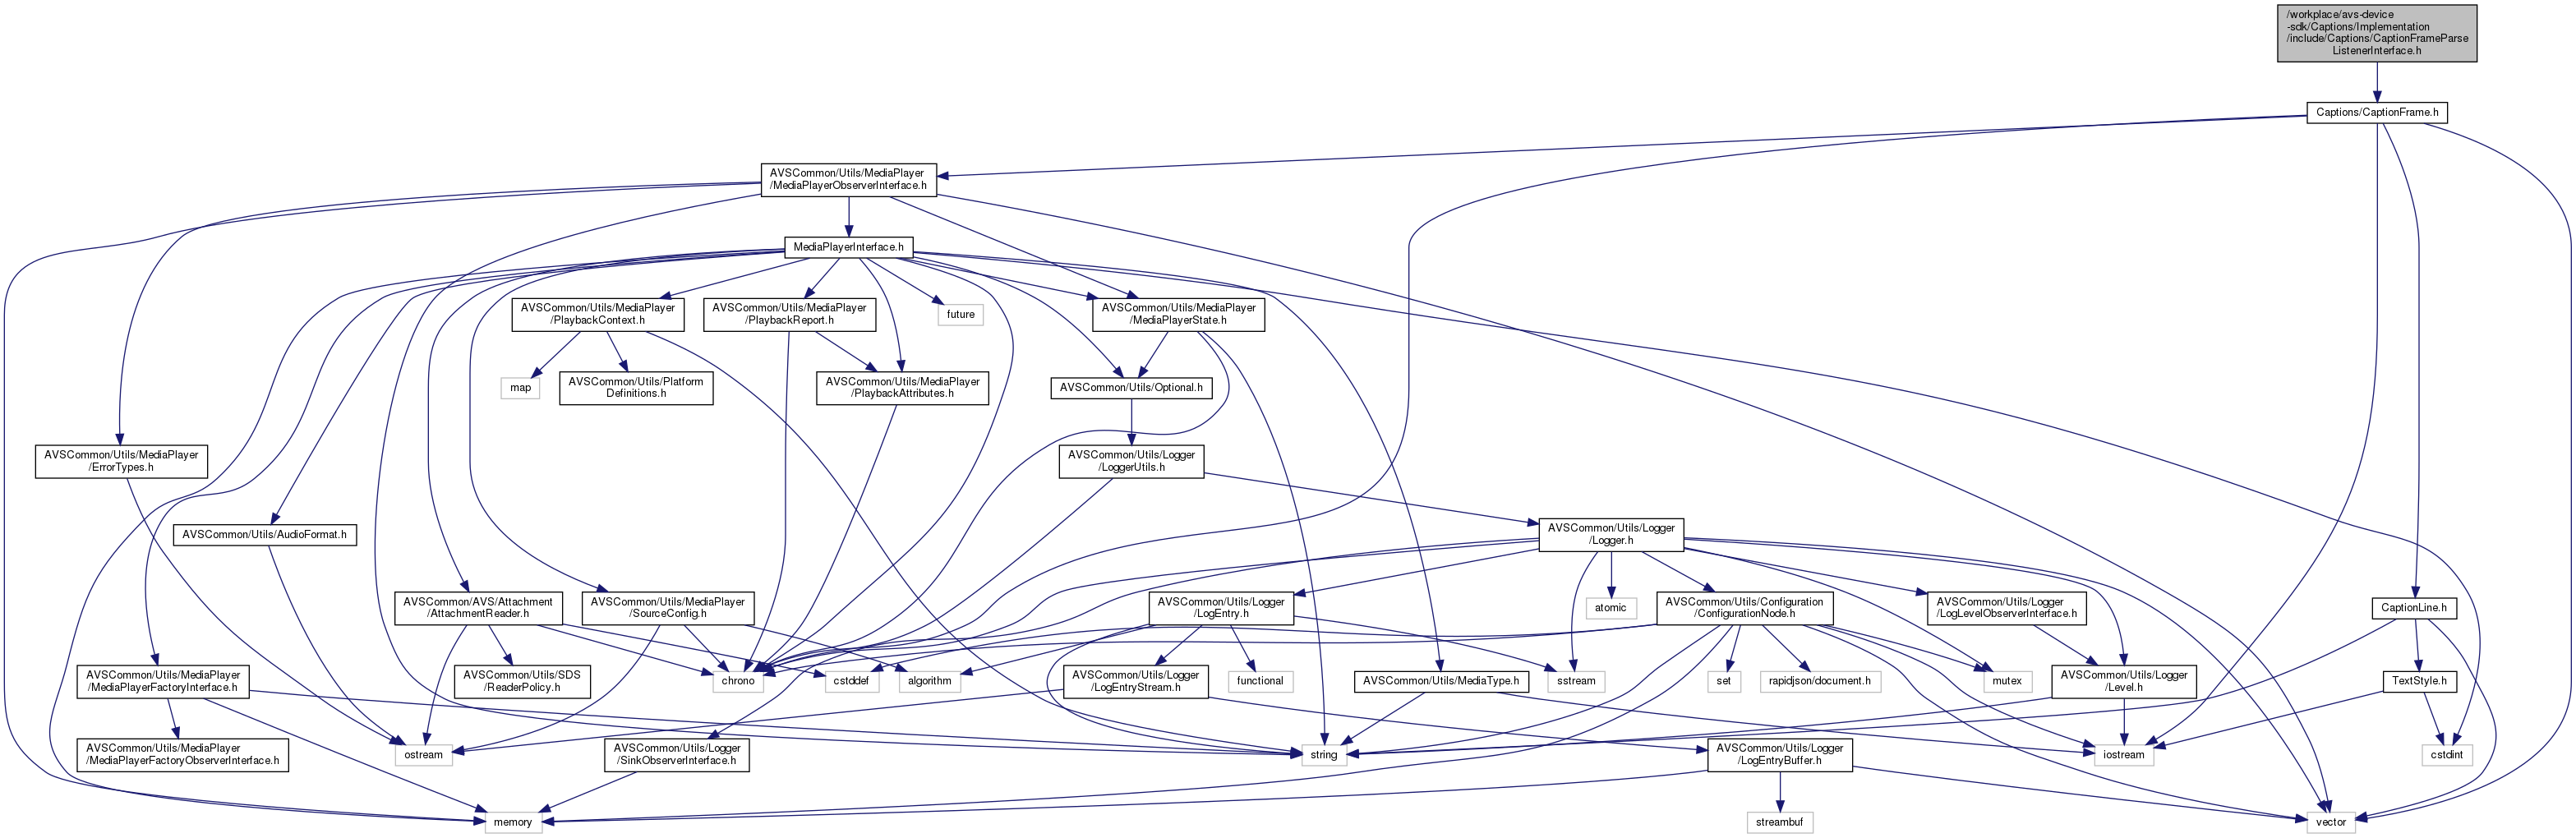 /workplace/avs-device
-sdk/Captions/Implementation
/include/Captions/CaptionFrameParse
ListenerInterface.h
Captions/CaptionFrame.h
AVSCommon/Utils/MediaPlayer
/MediaPlayerObserverInterface.h
MediaPlayerInterface.h
AVSCommon/Utils/MediaPlayer
/PlaybackContext.h
AVSCommon/Utils/MediaPlayer
/PlaybackReport.h
future
AVSCommon/Utils/MediaPlayer
/MediaPlayerState.h
map
AVSCommon/Utils/Platform
Definitions.h
AVSCommon/Utils/MediaPlayer
/PlaybackAttributes.h
AVSCommon/Utils/Optional.h
AVSCommon/Utils/MediaPlayer
/ErrorTypes.h
AVSCommon/Utils/Logger
/LoggerUtils.h
AVSCommon/Utils/AudioFormat.h
AVSCommon/Utils/Logger
/Logger.h
AVSCommon/AVS/Attachment
/AttachmentReader.h
AVSCommon/Utils/MediaPlayer
/SourceConfig.h
AVSCommon/Utils/Logger
/LogEntry.h
atomic
AVSCommon/Utils/Configuration
/ConfigurationNode.h
AVSCommon/Utils/Logger
/LogLevelObserverInterface.h
CaptionLine.h
AVSCommon/Utils/MediaPlayer
/MediaPlayerFactoryInterface.h
AVSCommon/Utils/SDS
/ReaderPolicy.h
chrono
cstddef
algorithm
AVSCommon/Utils/Logger
/LogEntryStream.h
functional
AVSCommon/Utils/MediaType.h
sstream
set
rapidjson/document.h
mutex
AVSCommon/Utils/Logger
/Level.h
TextStyle.h
AVSCommon/Utils/MediaPlayer
/MediaPlayerFactoryObserverInterface.h
ostream
AVSCommon/Utils/Logger
/SinkObserverInterface.h
string
AVSCommon/Utils/Logger
/LogEntryBuffer.h
iostream
cstdint
memory
streambuf
vector